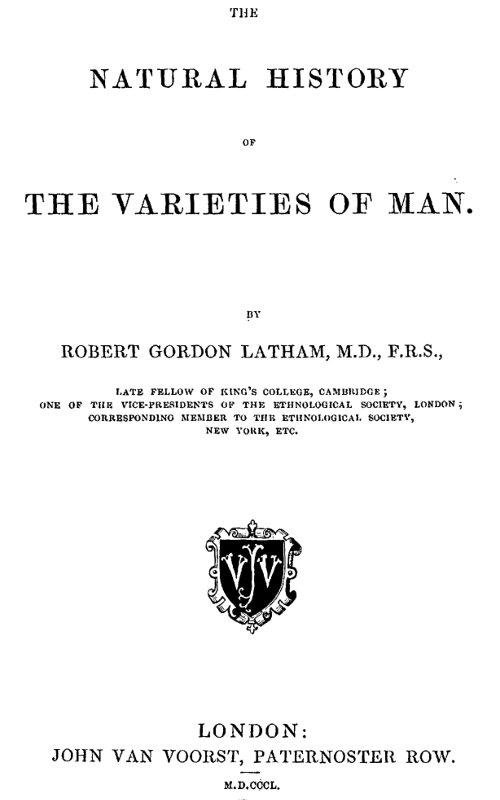 THE
NATURAL HISTORY
OF
THE VARIETIES OF MAN.
BY
ROBERT GORDON LATHAM, M.D., F.R.S.,
LATE FELLOW OF KING'S COLLEGE, CAMBRIDGE;
ONE OF THE VICE-PRESIDENTS OF THE ETHNOLOGICAL SOCIETY, LONDON;
CORRESPONDING MEMBER TO THE ETHNOLOGICAL SOCIETY,
NEW YORK, ETC.
VJV
LONDON:
JOHN VAN VOORST, PATERNOSTER ROW.
M.D.CCCL.